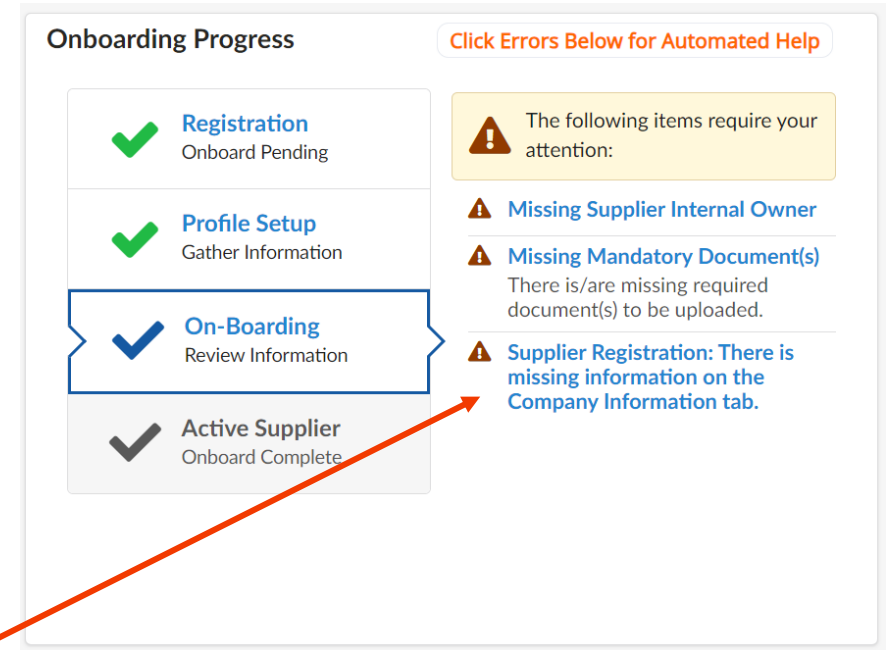 Onboarding Progress
Click Errors Below for Automated Help
Registration
Onboard Pending
Profile Setup
Gather Information
On-Boarding
Review Information
Active Supplier
Onboard Complete
The following items require your
attention:
Missing Supplier Internal Owner
Missing Mandatory Document(s)
There is/are missing required
document(s) to be uploaded.
Supplier Registration: There is
missing information on the
Company Information tab.